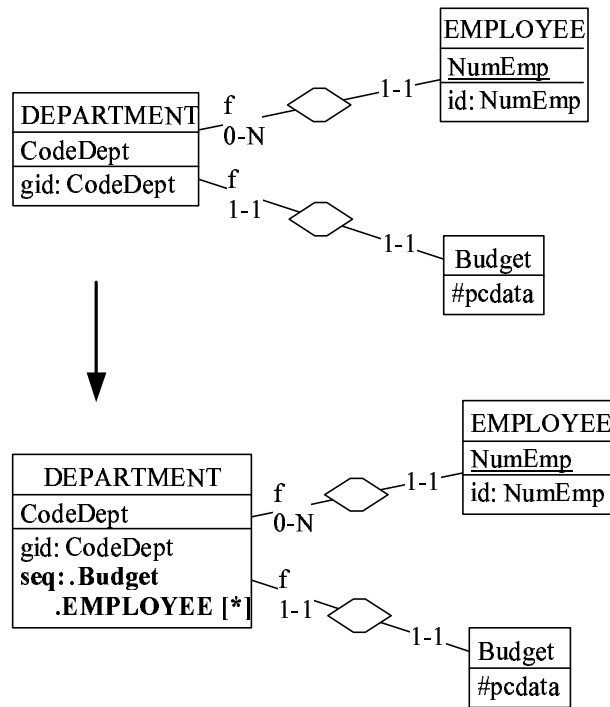 EMPLOYEE
NumEmp
id: NumEmp
f
0-N
1-1
DEPARTMENT
CodeDept
gid: CodeDept
f
1-1
1-1
Budget
#pcdata
EMPLOYEE
NumEmp
id: NumEmp
f
0-N
1-1
DEPARTMENT
CodeDept
gid: CodeDept
seq: .Budget
.EMPLOYEE [*]
f
1-1
1-1
Budget
#pcdata